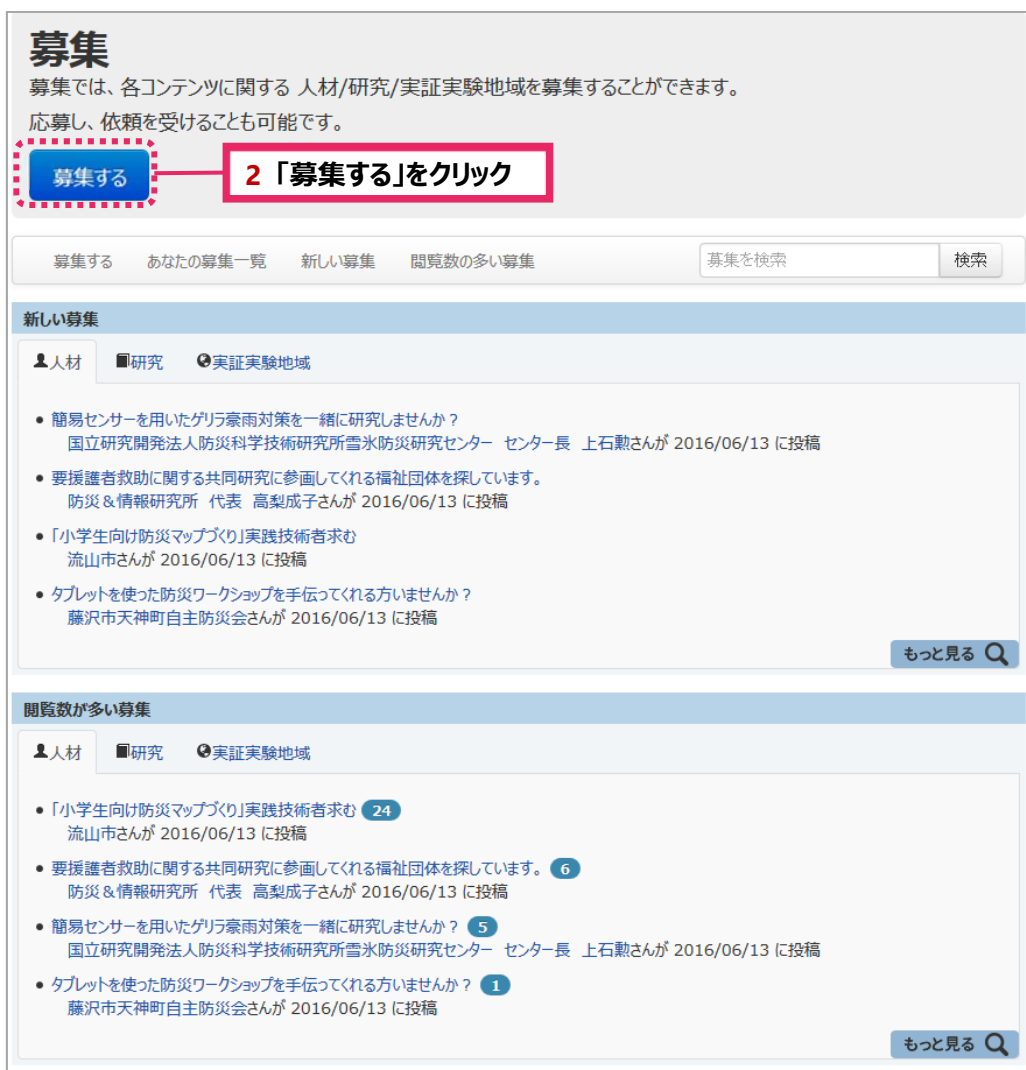 募集
募集では、各コンテンツに関する 人材/研究/実証実験地域を募集することができます。
応募し、依頼を受けることも可能です。
募集する
2 「募集する」をクリック
募集する あなたの募集一覧 新しい募集 閲覧数の多い募集 募集を検索 検索
新しい募集
人材 研究 実証実験地域
簡易センサーを用いたゲリラ豪雨対策を一緒に研究しませんか？
国立研究開発法人防災科学技術研究所雪氷防災研究センター センター長 上石勲さんが 2016/06/13 に投稿
要援護者救助に関する共同研究に参画してくれる福祉団体を探しています。
防災＆情報研究所 代表 高梨成子さんが 2016/06/13 に投稿
「小学生向け防災マップづくり」実践技術者求む
流山市さんが 2016/06/13 に投稿
タブレットを使った防災ワークショップを手伝ってくれる方いませんか？
藤沢市天神町自主防災会さんが 2016/06/13 に投稿
もっと見る
閲覧数が多い募集
人材 研究 実証実験地域
「小学生向け防災マップづくり」実践技術者求む 24
流山市さんが 2016/06/13 に投稿
要援護者救助に関する共同研究に参画してくれる福祉団体を探しています。 6
防災＆情報研究所 代表 高梨成子さんが 2016/06/13 に投稿
簡易センサーを用いたゲリラ豪雨対策を一緒に研究しませんか？ 5
国立研究開発法人防災科学技術研究所雪氷防災研究センター センター長 上石勲さんが 2016/06/13 に投稿
タブレットを使った防災ワークショップを手伝ってくれる方いませんか？ 1
藤沢市天神町自主防災会さんが 2016/06/13 に投稿
もっと見る